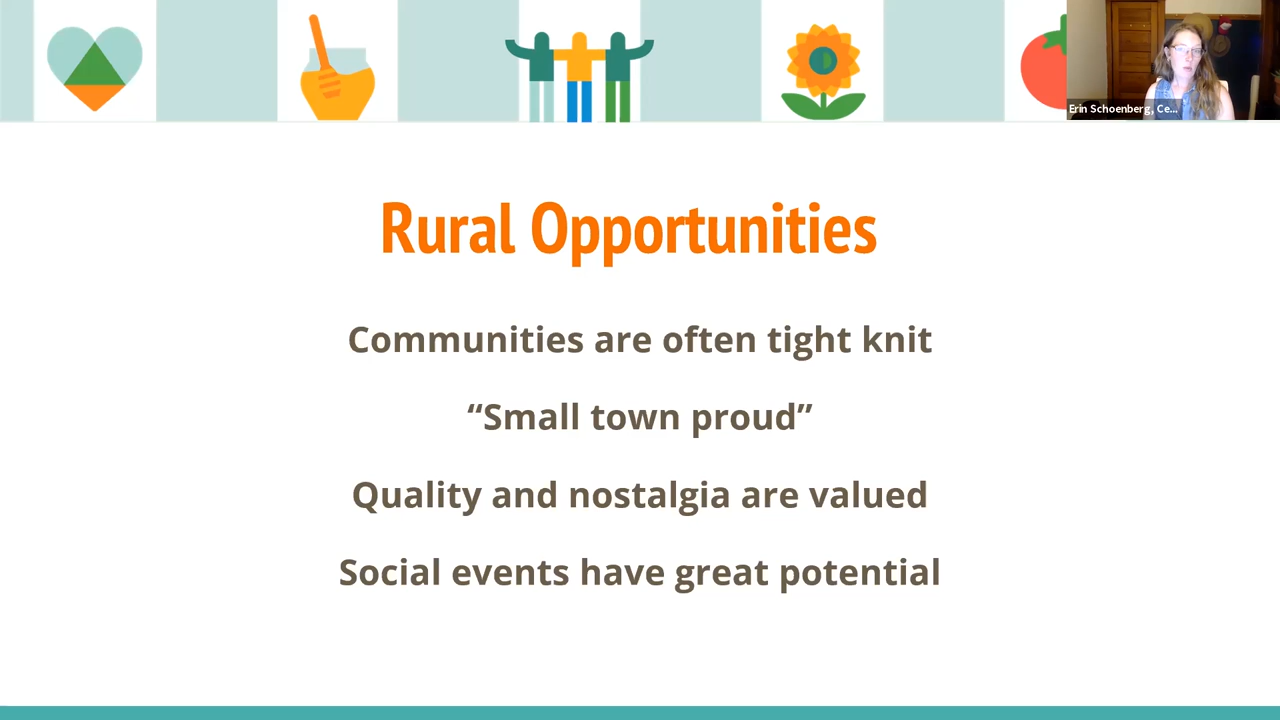 Erin Schoenberg, Ce...
Rural Opportunities
Communities are often tight knit
“Small town proud”
Quality and nostalgia are valued
Social events have great potential